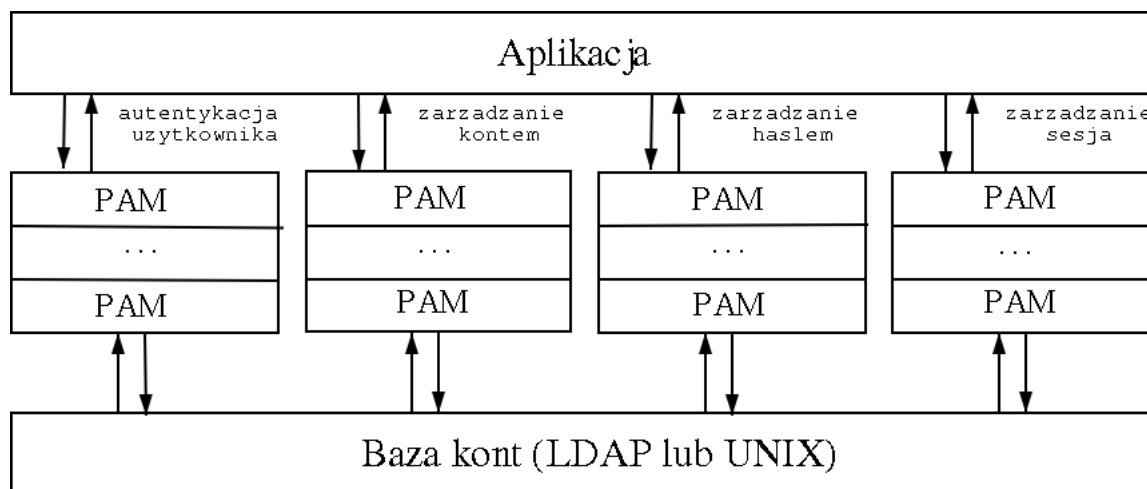 Aplikacja
autentykacja
uzytkownika
zarzadzanie
kontem
zarzadzanie
haslem
zarzadzanie
sesja
PAM
...
PAM
PAM
...
PAM
PAM
...
PAM
PAM
...
PAM
Baza kont (LDAP lub UNIX)